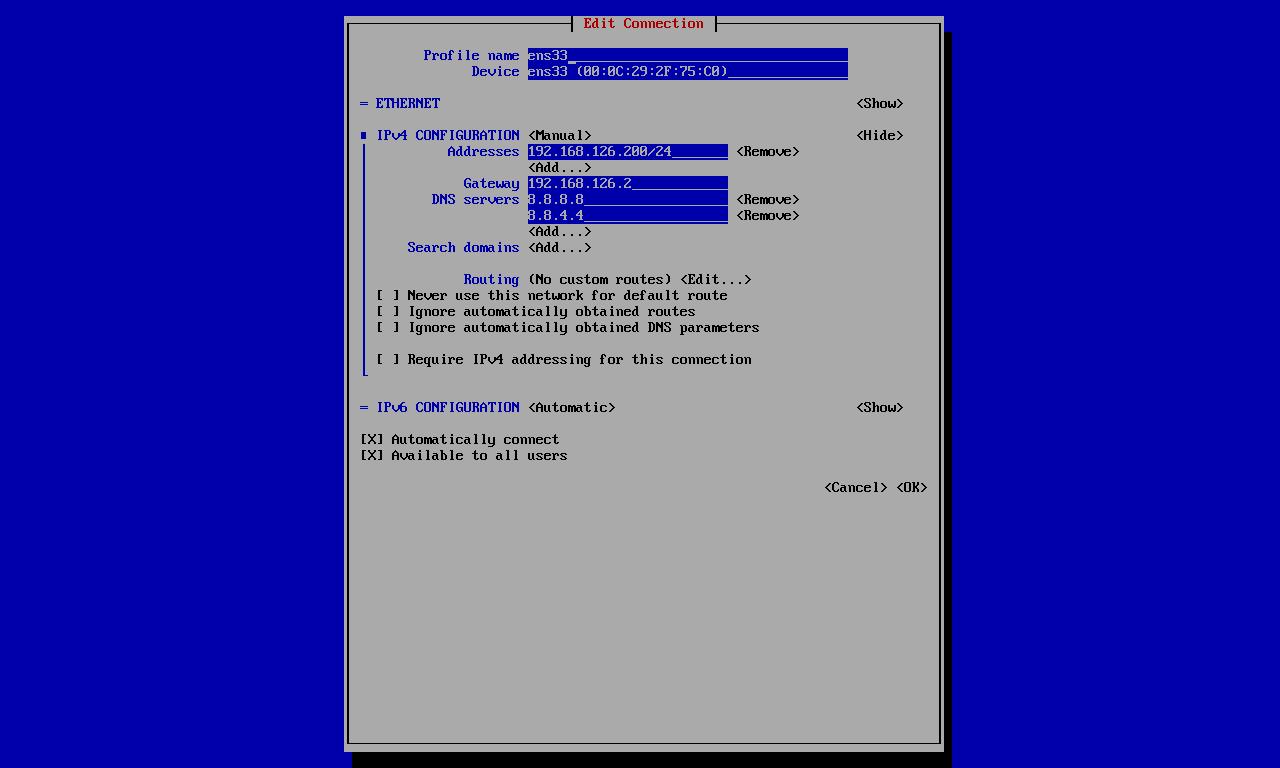 Edit Connection
Profile name ens33
Device ens33 (00:0C:29:2F:75:C0)
= ETHERNET <Show>
IPv4 CONFIGURATION <Manual> <Hide>
Addresses 192.168.126.200/24 <Remove>
<Add...>
Gateway 192.168.126.2
DNS servers 8.8.8.8 <Remove>
8.8.4.4 <Remove>
<Add...>
Search domains <Add...>
Routing (No custom routes) <Edit...>
[ ] Never use this network for default route
[ ] Ignore automatically obtained routes
[ ] Ignore automatically obtained DNS parameters
[ ] Require IPv4 addressing for this connection
= IPv6 CONFIGURATION <Automatic> <Show>
[X] Automatically connect
[X] Available to all users
<Cancel> <OK>